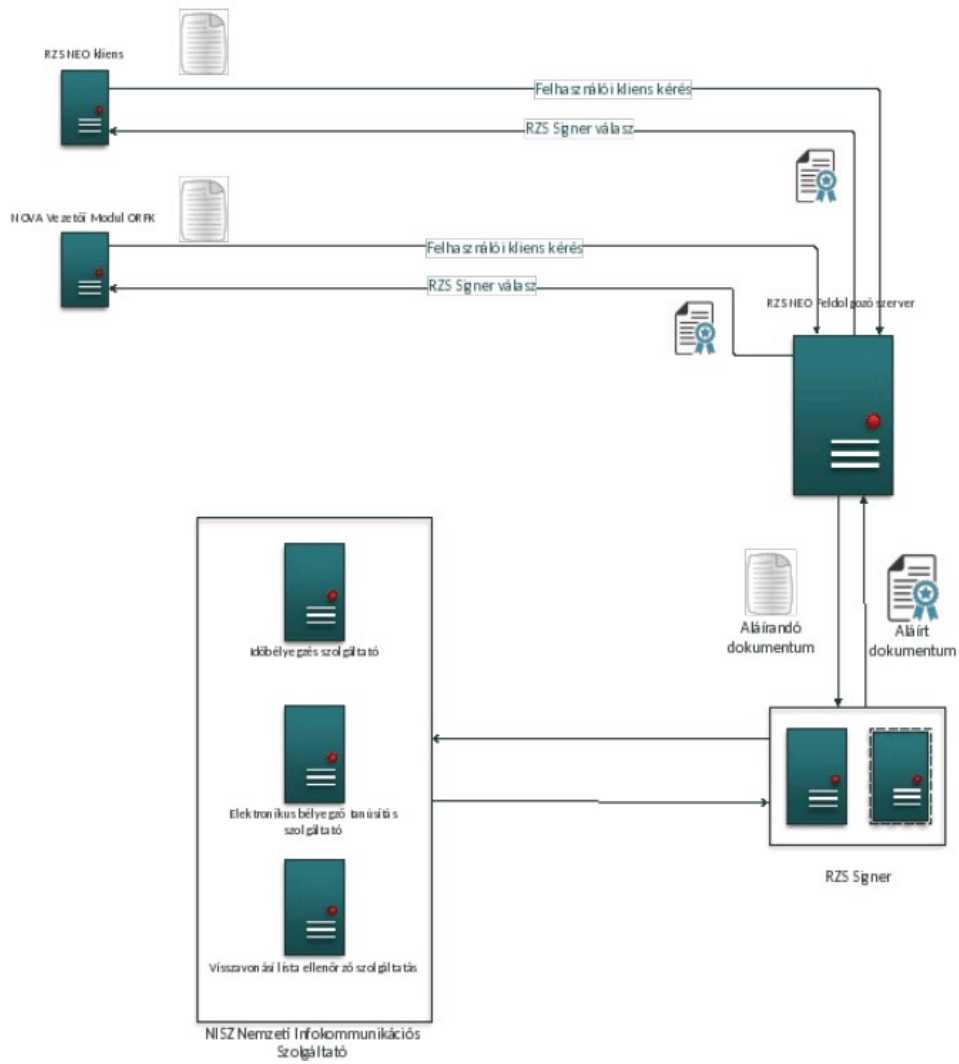 RZS NEO kliens
Felhasználói kliens kérés
RZS Signer válasz
NOVA Vezetői Modul ORFK
Felhasználói kliens kérés
RZS Signer válasz
RZS NEO Feldolgozó szerver
Időbélyegzés szolgáltató
Aláírandó
dokumentum
Aláírt
dokumentum
Elektronikus bélyegző tanúsítás
szolgáltató
RZS Signer
Visszavonási lista ellenőrző szolgáltatás
NISZ Nemzeti Infokommunikációs
Szolgáltató